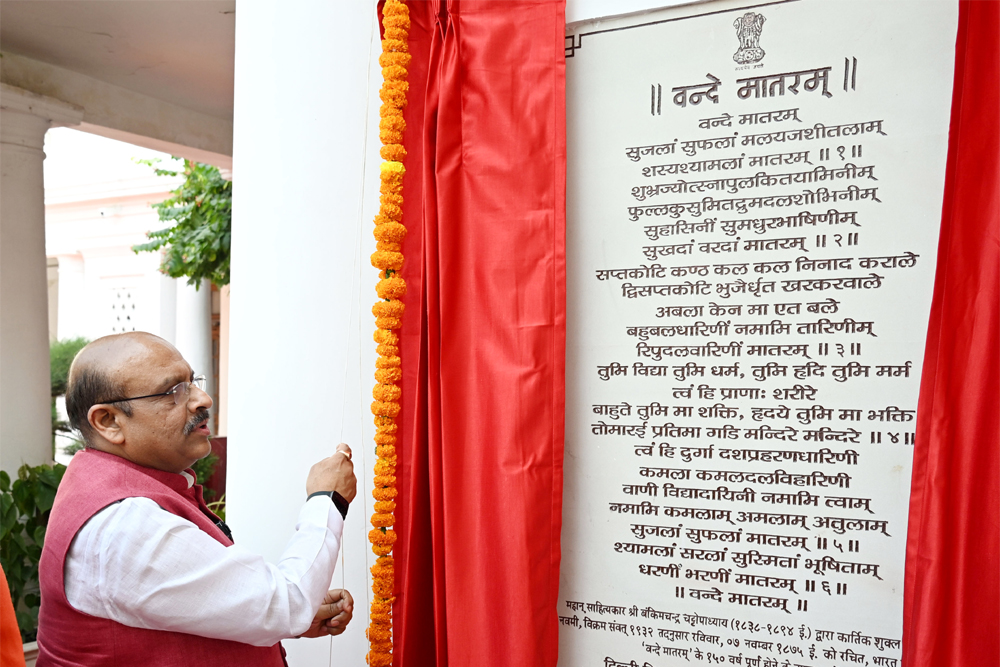 ॥ वन्दे मातरम् ॥
वन्दे मातरम्
सुजलां सुफलां मलयजशीतलाम्
शस्यश्यामलां मातरम् ॥ १॥
शुभ्रज्योत्स्नापुलकितयामिनीम्
फुल्लकुसुमितद्रुमदलशोभिनीम्
सुहासिनीं सुमधुरभाषिणीम्
सुखदां वरदां मातरम् ॥ २॥
सप्तकोटि कण्ठ कल कल निनाद कराले
द्विसप्तकोटि भुजैर्धृत खरकरवाले
अबला केन मा एत बले
बहुबलधारिणीं नमामि तारिणीम्
रिपुदलवारिणीं मातरम् ॥ ३॥
तुमि विद्या तुमि धर्म, तुमि हृदि तुमि मर्म
त्वं हि प्राणाः शरीरे
बाहुते तुमि मा शक्ति, हृदये तुमि मा भक्ति
तोमारई प्रतिमा गडि मन्दिरे मन्दिरे ॥ ४॥
त्वं हि दुर्गा दशप्रहरणधारिणी
कमला कमलदलविहारिणी
वाणी विद्यादायिनी नमामि त्वाम्
नमामि कमलाम् अमलाम् अतुलाम्
सुजलां सुफलां मातरम् ॥ ५॥
श्यामलां सरलां सुस्मितां भूषिताम्
धरणीं भरणीं मातरम् ॥ ६॥
॥ वन्दे मातरम् ॥
महान् साहित्यकार श्री बंकिमचन्द्र चट्टोपाध्याय (१८३८-१८९४ ई.) द्वारा कार्तिक शुक्ल
नवमी, विक्रम संवत् १९३२ तदनुसार रविवार, ०७ नवम्बर १८७५ ई. को रचित, भारत
'वन्दे मातरम्' के १५० वर्ष पूर्ण होने के